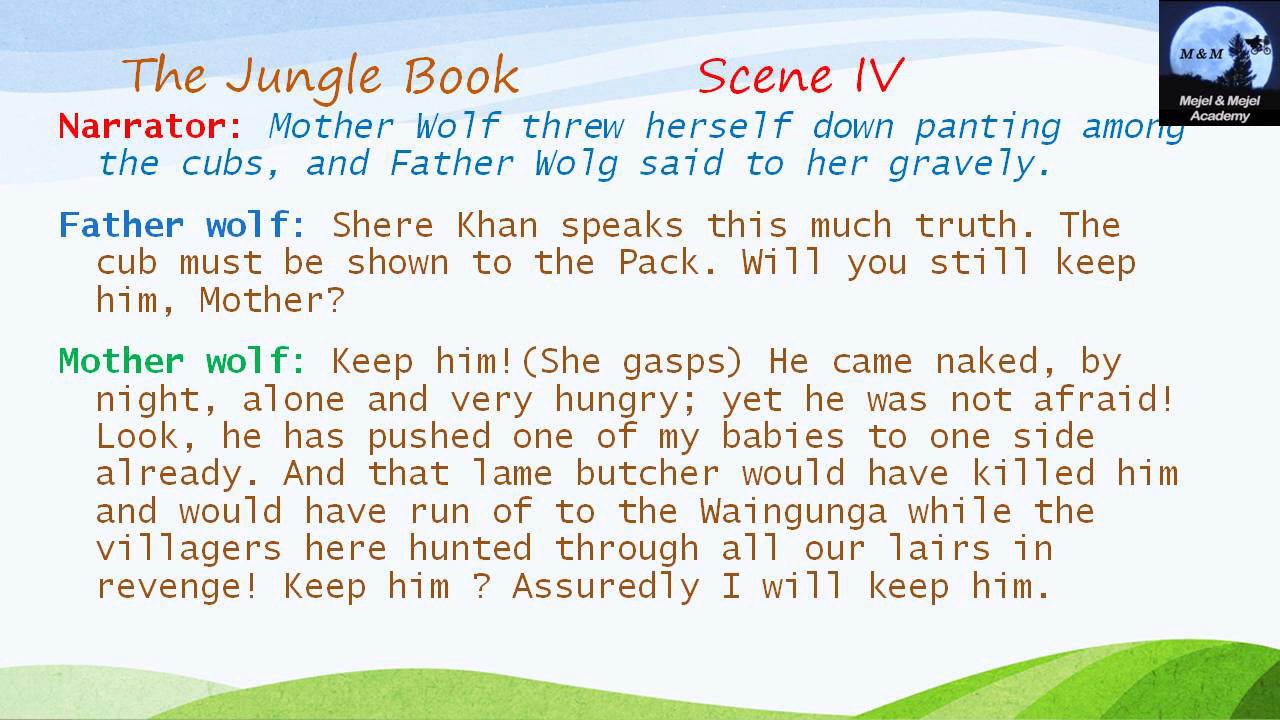 The Jungle Book Scene IV
M & M
Mejel & Mejel
Academy
Narrator: Mother Wolf threw herself down panting among
the cubs, and Father Wolg said to her gravely.
Father wolf: Shere Khan speaks this much truth. The
cub must be shown to the Pack. Will you still keep
him, Mother?
Mother wolf: Keep him!(She gasps) He came naked, by
night, alone and very hungry; yet he was not afraid!
Look, he has pushed one of my babies to one side
already. And that lame butcher would have killed him
and would have run of to the Waingunga while the
villagers here hunted through all our lairs in
revenge! Keep him ? Assuredly I will keep him.